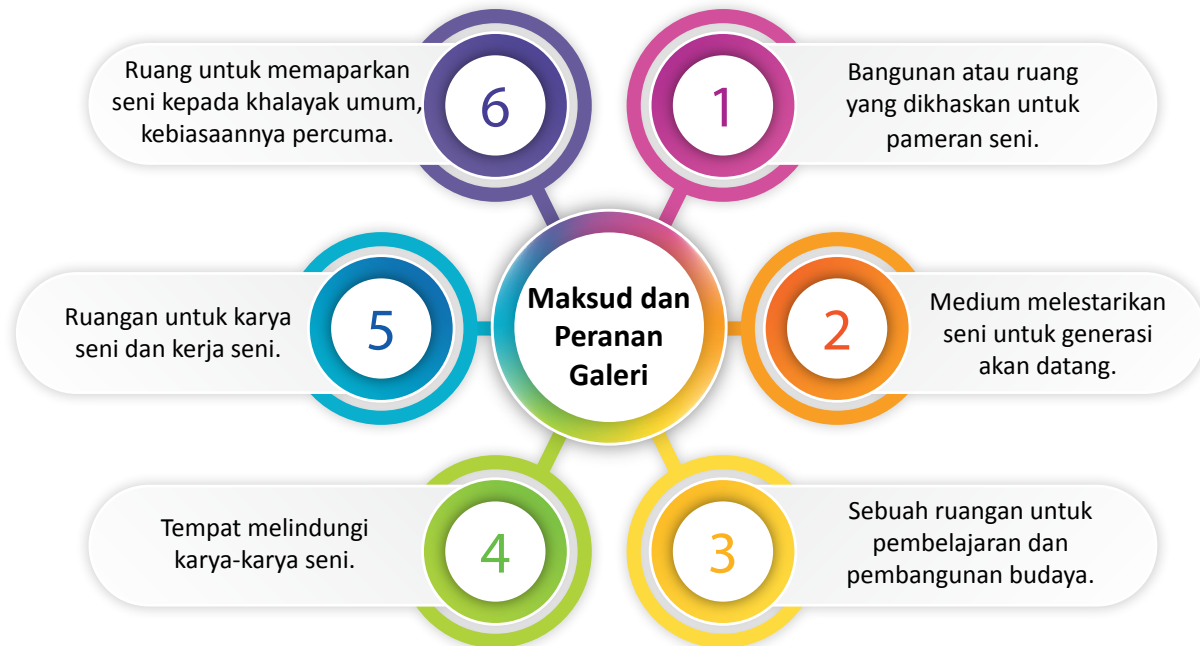 Maksud dan
Peranan
Galeri
1
Bangunan atau ruang
yang dikhaskan untuk
pameran seni.
2
Medium melestarikan
seni untuk generasi
akan datang.
3
Sebuah ruangan untuk
pembelajaran dan
pembangunan budaya.
4
Tempat melindungi
karya-karya seni.
5
Ruangan untuk karya
seni dan kerja seni.
6
Ruang untuk memaparkan
seni kepada khalayak umum,
kebiasaannya percuma.